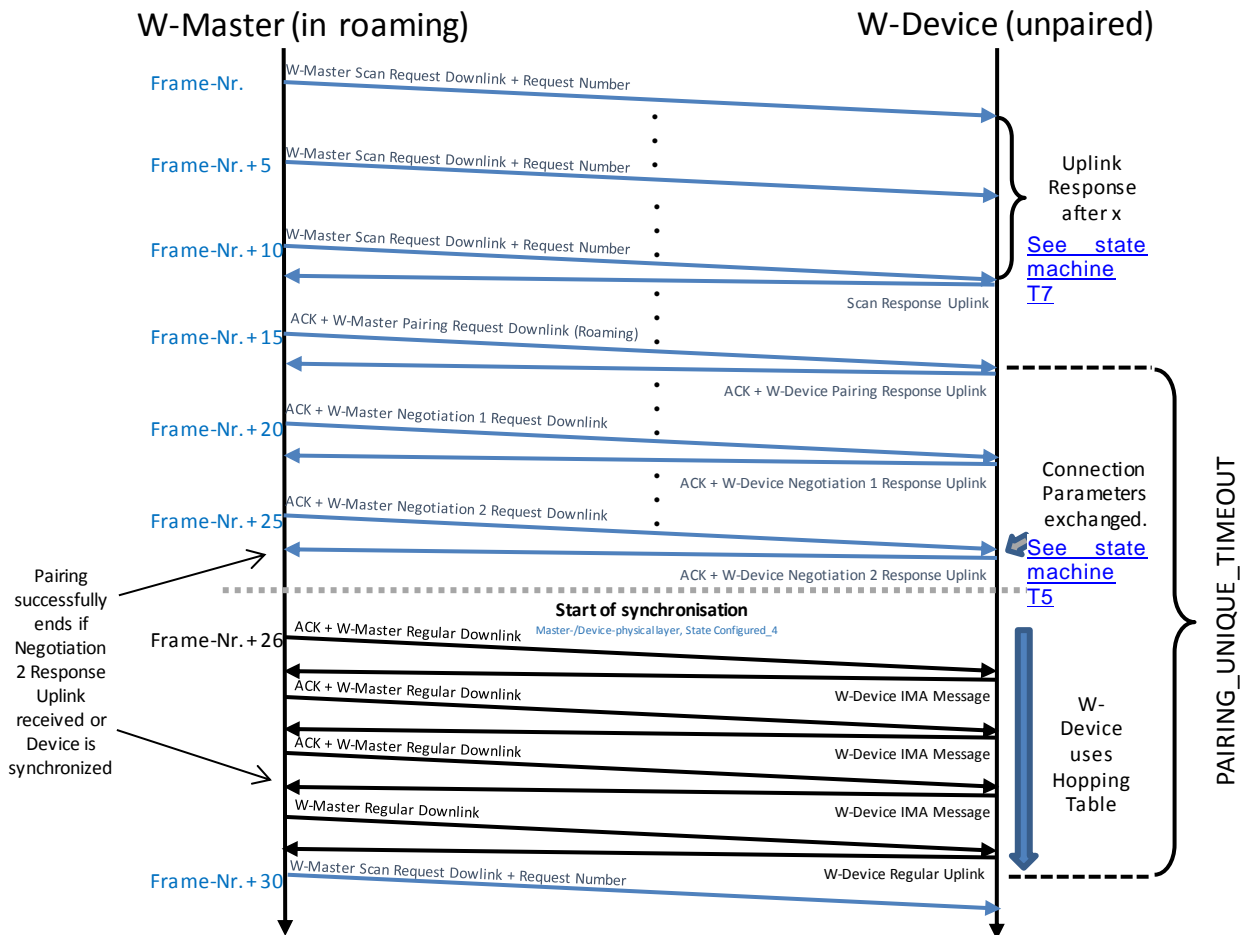 W-Master (in roaming)
W-Device (unpaired)
Frame-Nr.
W-Master Scan Request Downlink + Request Number
Frame-Nr. + 5
W-Master Scan Request Downlink + Request Number
Uplink
Response
after x
See state
machine
T7
Frame-Nr. + 10
W-Master Scan Request Downlink + Request Number
Scan Response Uplink
Frame-Nr. + 15
ACK + W-Master Pairing Request Downlink (Roaming)
ACK + W-Device Pairing Response Uplink
Frame-Nr. + 20
ACK + W-Master Negotiation 1 Request Downlink
ACK + W-Device Negotiation 1 Response Uplink
Frame-Nr. + 25
ACK + W-Master Negotiation 2 Request Downlink
ACK + W-Device Negotiation 2 Response Uplink
Connection
Parameters
exchanged.
See state
machine
T5
PAIRING_UNIQUE_TIMEOUT
Pairing
successfully
ends if
Negotiation
2 Response
Uplink
received or
Device is
synchronized
Start of synchronisation
Master-/Device-physical layer, State Configured_4
Frame-Nr. + 26
ACK + W-Master Regular Downlink
W-Device IMA Message
ACK + W-Master Regular Downlink
W-Device IMA Message
ACK + W-Master Regular Downlink
W-Device IMA Message
W-Master Regular Downlink
W-Device Regular Uplink
W-
Device
uses
Hopping
Table
Frame-Nr. + 30
W-Master Scan Request Dowlink + Request Number